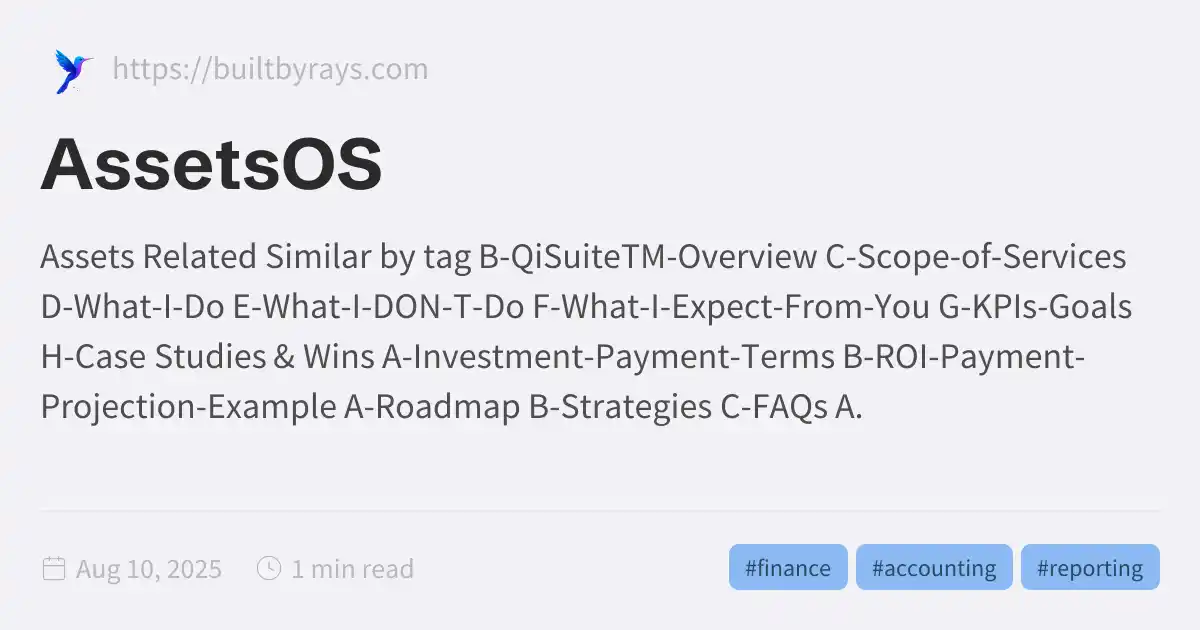 https://builtbyrays.com
AssetsOS
Assets Related Similar by tag B-QiSuiteTM-Overview C-Scope-of-Services
D-What-I-Do E-What-I-DON-T-Do F-What-I-Expect-From-You G-KPIs-Goals
H-Case Studies & Wins A-Investment-Payment-Terms B-ROI-Payment-
Projection-Example A-Roadmap B-Strategies C-FAQs A.
Aug 10, 2025 1 min read #finance #accounting #reporting